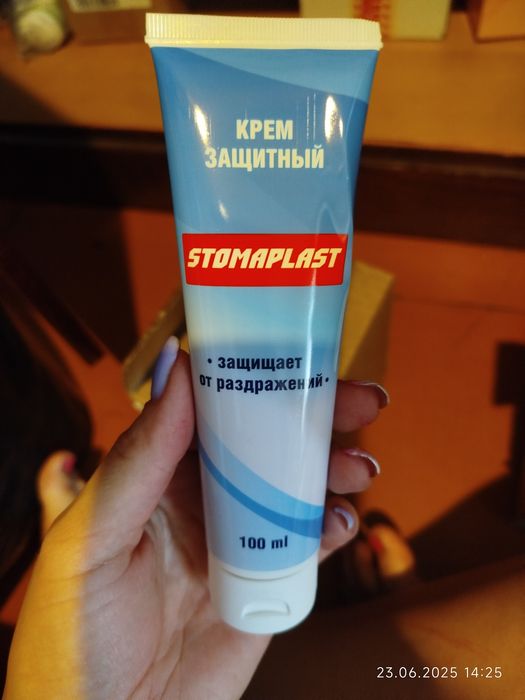 КРЕМ
ЗАЩИТНЫЙ
STOMAPLAST
• защищает
от раздражений •
100 ml
23.06.2025 14:25